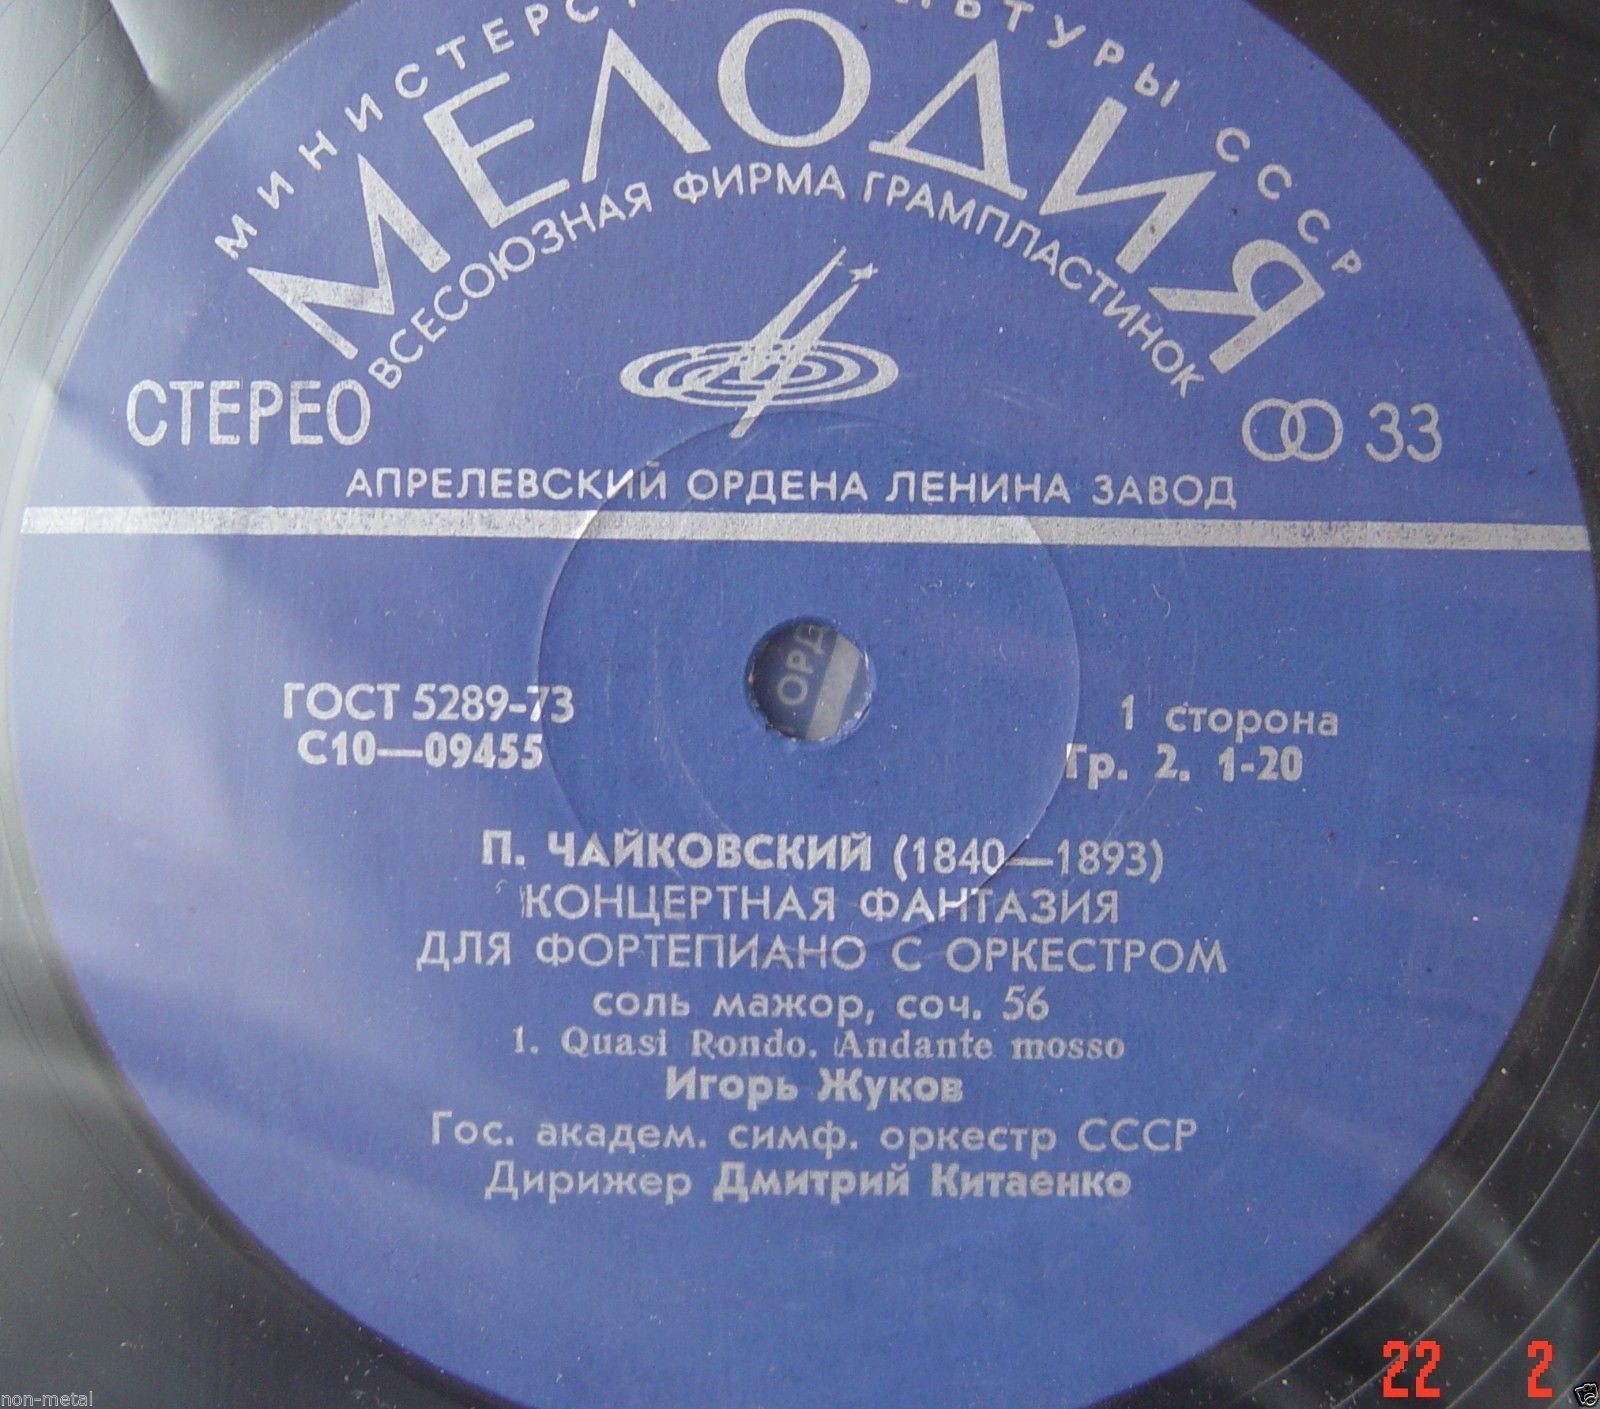 МИНИСТЕРСТВО КУЛЬТУРЫ СССР
МЕЛОДИЯ
ВСЕСОЮЗНАЯ ФИРМА ГРАМПЛАСТИНОК
СТЕРЕО
33
АПРЕЛЕВСКИЙ ОРДЕНА ЛЕНИНА ЗАВОД
ОРД
ГОСТ 5289-73
1 сторона
С10—09455
Гр. 2. 1-20
П. ЧАЙКОВСКИЙ (1840—1893)
КОНЦЕРТНАЯ ФАНТАЗИЯ
ДЛЯ ФОРТЕПИАНО С ОРКЕСТРОМ
соль мажор, соч. 56
1. Quasi Rondo. Andante mosso
Игорь Жуков
Гос. академ. симф. оркестр СССР
Дирижер Дмитрий Китаенко
22 2
non-metal